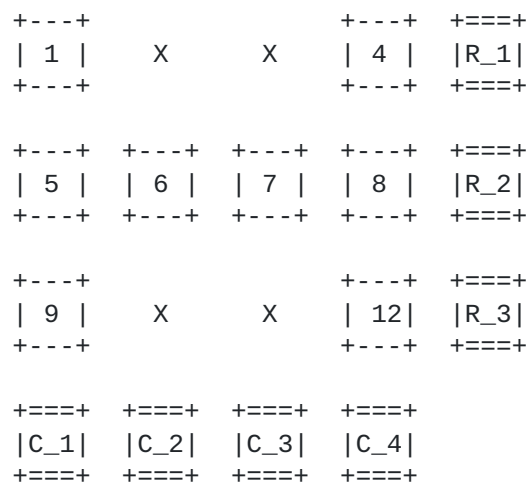 +---+                +---+  +===+
| 1 |    X      X    | 4 |  |R_1|
+---+                +---+  +===+

+---+  +---+  +---+  +---+  +===+
| 5 |  | 6 |  | 7 |  | 8 |  |R_2|
+---+  +---+  +---+  +---+  +===+

+---+                +---+  +===+
| 9 |    X      X    | 12|  |R_3|
+---+                +---+  +===+

+===+  +===+  +===+  +===+
|C_1|  |C_2|  |C_3|  |C_4|
+===+  +===+  +===+  +===+